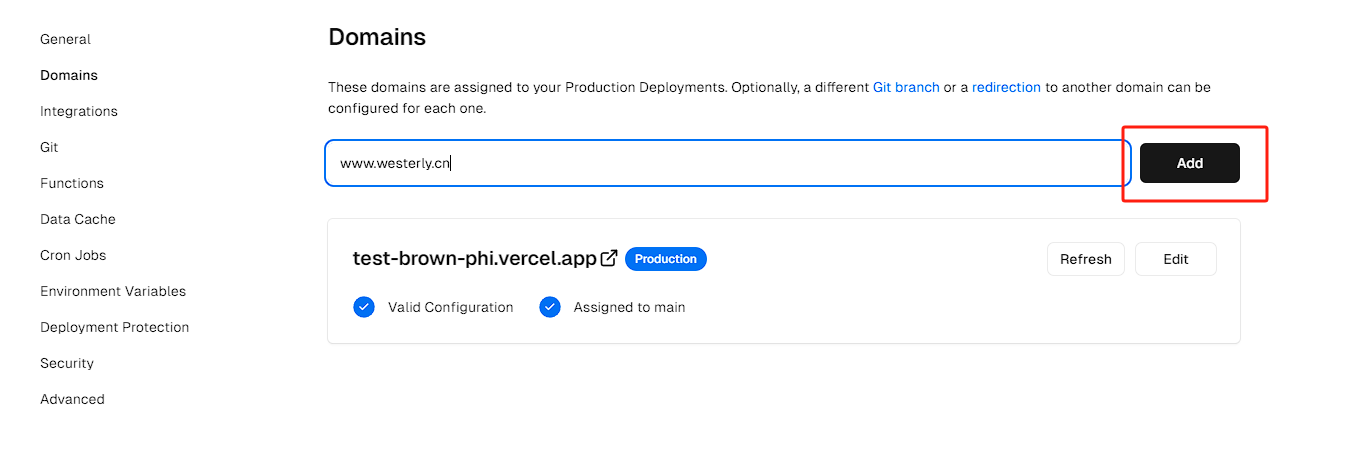 General
Domains
Integrations
Git
Functions
Data Cache
Cron Jobs
Environment Variables
Deployment Protection
Security
Advanced
Domains
These domains are assigned to your Production Deployments. Optionally, a different Git branch or a redirection to another domain can be
configured for each one.
www.westerly.cn
Add
test-brown-phi.vercel.app
Production
Refresh
Edit
Valid Configuration
Assigned to main